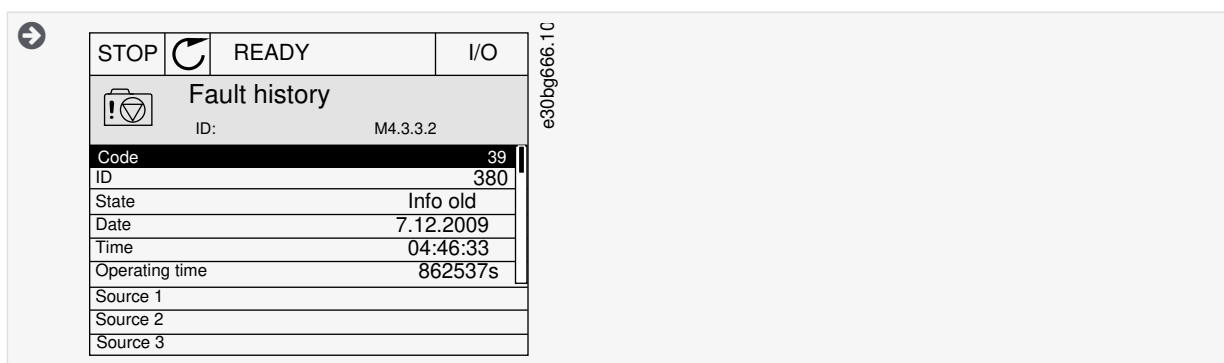 STOP READY I/O
Fault history
ID: M4.3.3.2
Code 39
ID 380
State Info old
Date 7.12.2009
Time 04:46:33
Operating time 862537s
Source 1
Source 2
Source 3
e30bg666.10